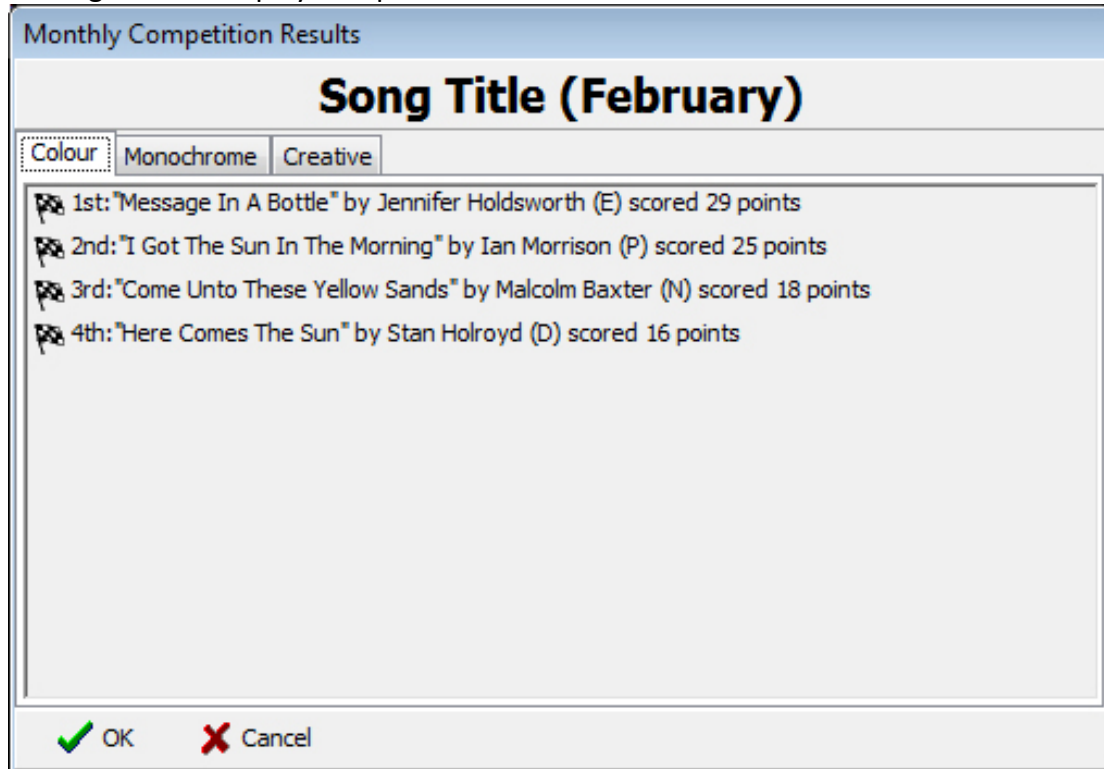 Monthly Competition Results
Song Title (February)
Colour Monochrome Creative
1st:"Message In A Bottle" by Jennifer Holdsworth (E) scored 29 points
2nd:"I Got The Sun In The Morning" by Ian Morrison (P) scored 25 points
3rd:"Come Unto These Yellow Sands" by Malcolm Baxter (N) scored 18 points
4th:"Here Comes The Sun" by Stan Holroyd (D) scored 16 points
OK Cancel